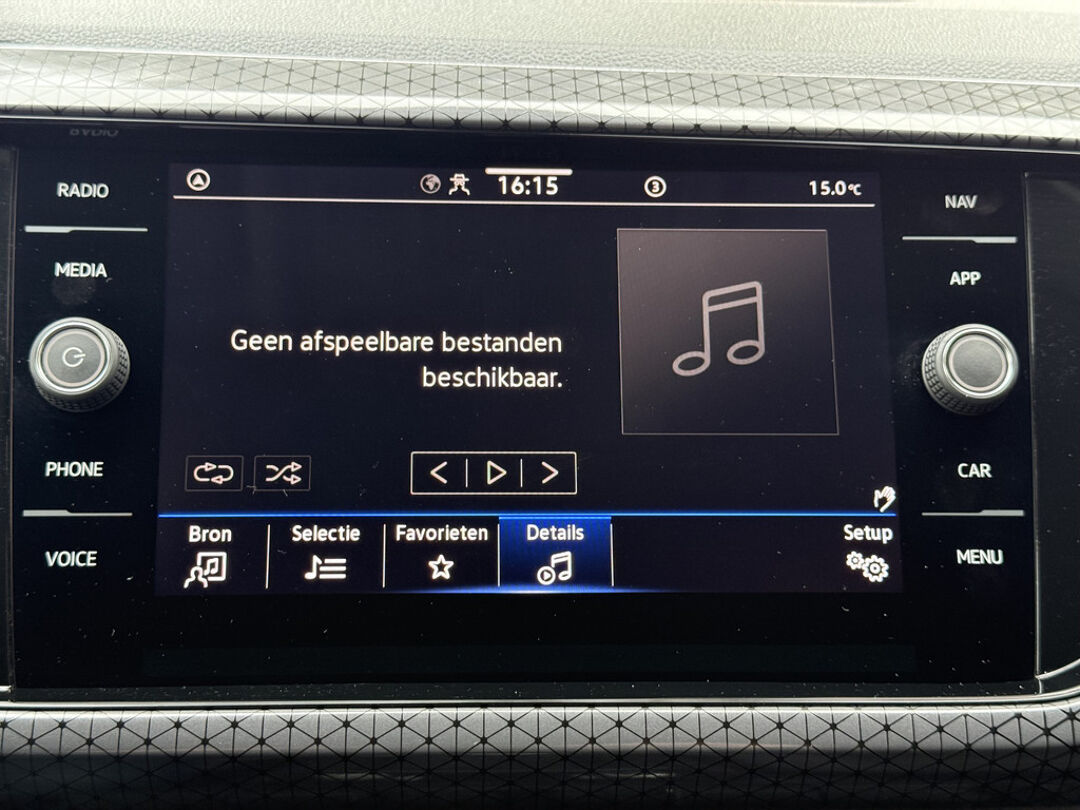 RADIO
MEDIA
PHONE
VOICE
16:15
3
15.0°C
Geen afspeelbare bestanden
beschikbaar.
Bron
Selectie
Favorieten
Details
Setup
NAV
APP
CAR
MENU